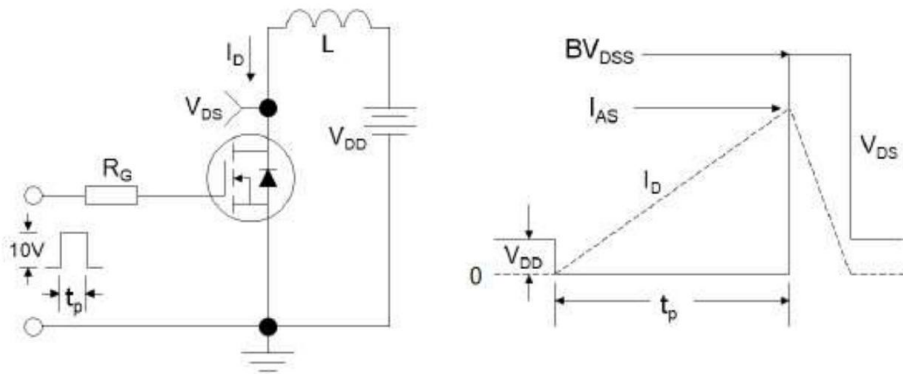 I_D
L
V_DS
V_DD
R_G
10V
t_p
BV_DSS
I_AS
V_DS
I_D
V_DD
0
t_p